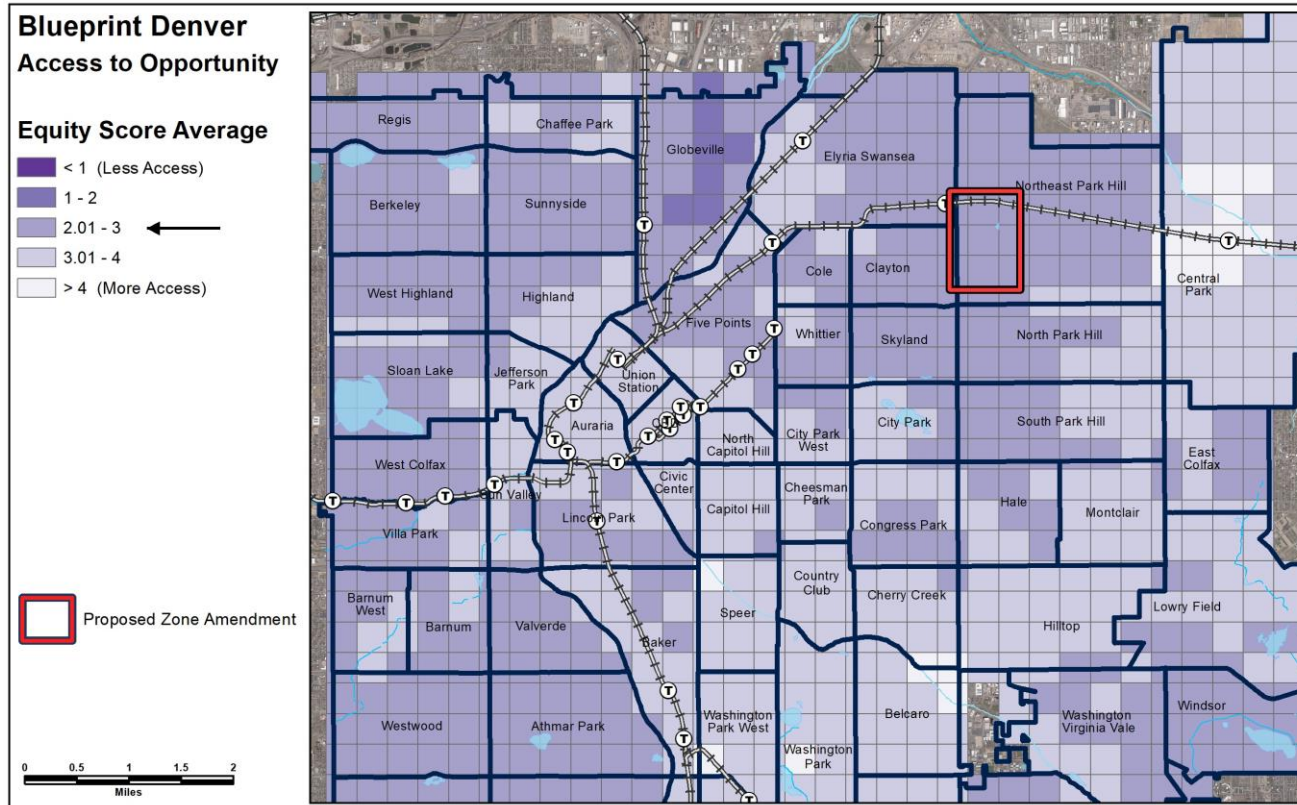 Blueprint Denver
Access to Opportunity
Equity Score Average
< 1 (Less Access)
1 - 2
2.01 - 3
3.01 - 4
> 4 (More Access)
Proposed Zone Amendment
0 0.5 1 1.5 2
Miles
Regis
Chaffee Park
Globeville
Elyria Swansea
Northeast Park Hill
Berkeley
Sunnyside
T
T
T
T
T
Central
Park
Cole
Clayton
West Highland
Highland
Five Points
Whittier
Skyland
North Park Hill
T
T
T
T
Sloan Lake
Jefferson
Park
Union
Station
T
T
T
Auraria
North
Capitol Hill
City Park
West
City Park
South Park Hill
East
Colfax
T
T
T
T
West Colfax
Civic
Center
Cheesman
Park
Sun Valley
T
T
T
T
Lincoln Park
T
Capitol Hill
Congress Park
Hale
Montclair
Villa Park
Barnum
West
Barnum
Valverde
Baker
Speer
Country
Club
Cherry Creek
Hilltop
Lowry Field
T
T
Westwood
Athmar Park
Washington
Park West
Washington
Park
Belcaro
Washington
Virginia Vale
Windsor
T